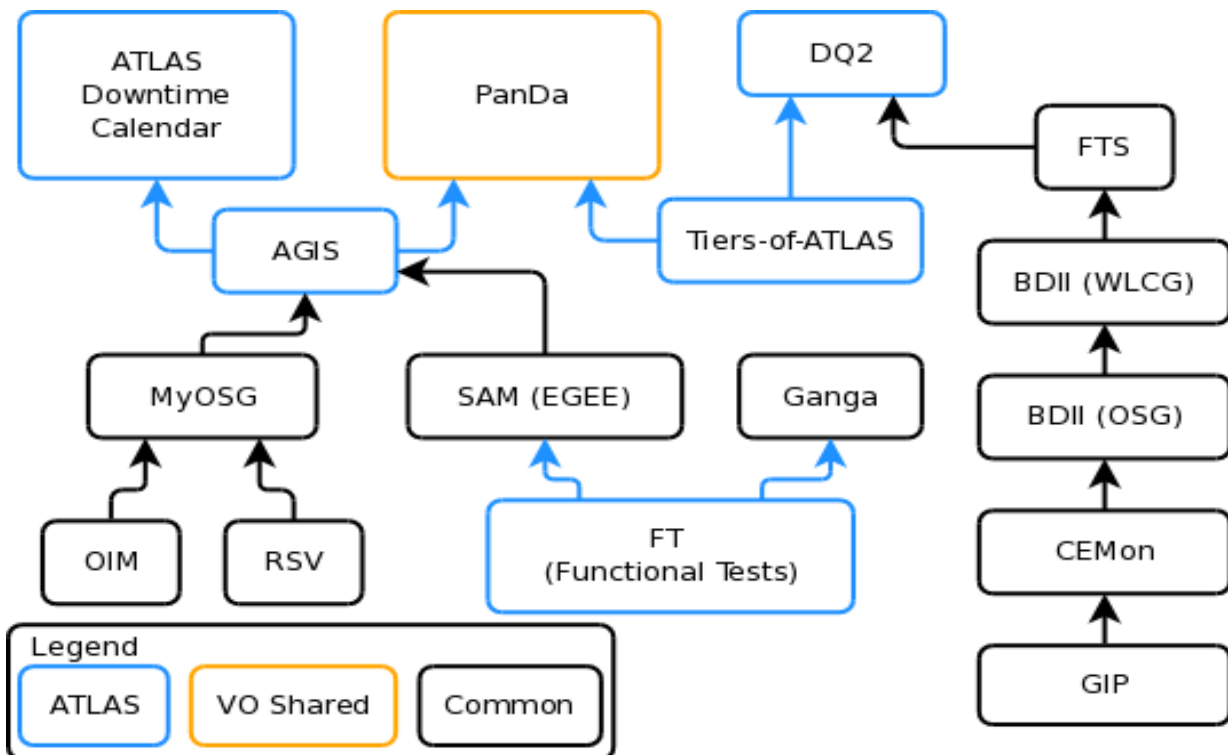 ATLAS
Downtime
Calendar
PanDa
DQ2
FTS
AGIS
Tiers-of-ATLAS
BDII (WLCG)
MyOSG
SAM (EGEE)
Ganga
BDII (OSG)
OIM
RSV
FT
(Functional Tests)
CEMon
GIP
Legend
ATLAS
VO Shared
Common